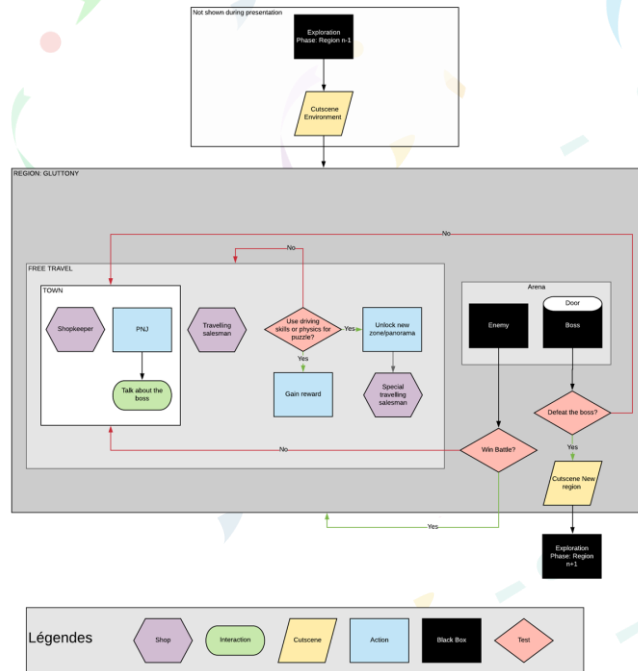 Not shown during presentation
Exploration
Phase: Region n-1
Cutscene
Environment
REGION: GLUTTONY
No
No
FREE TRAVEL
TOWN
Shopkeeper
PNJ
Talk about the
boss
Travelling
salesman
Use driving
skills or physics for
puzzle?
Yes
Yes
Unlock new
zone/panorama
Gain reward
Special
travelling
salesman
Arena
Enemy
Door
Boss
Defeat the boss?
Win Battle?
No
Yes
Cutscene New
region
Yes
Exploration
Phase: Region
n+1
Légendes
Shop
Interaction
Cutscene
Action
Black Box
Test